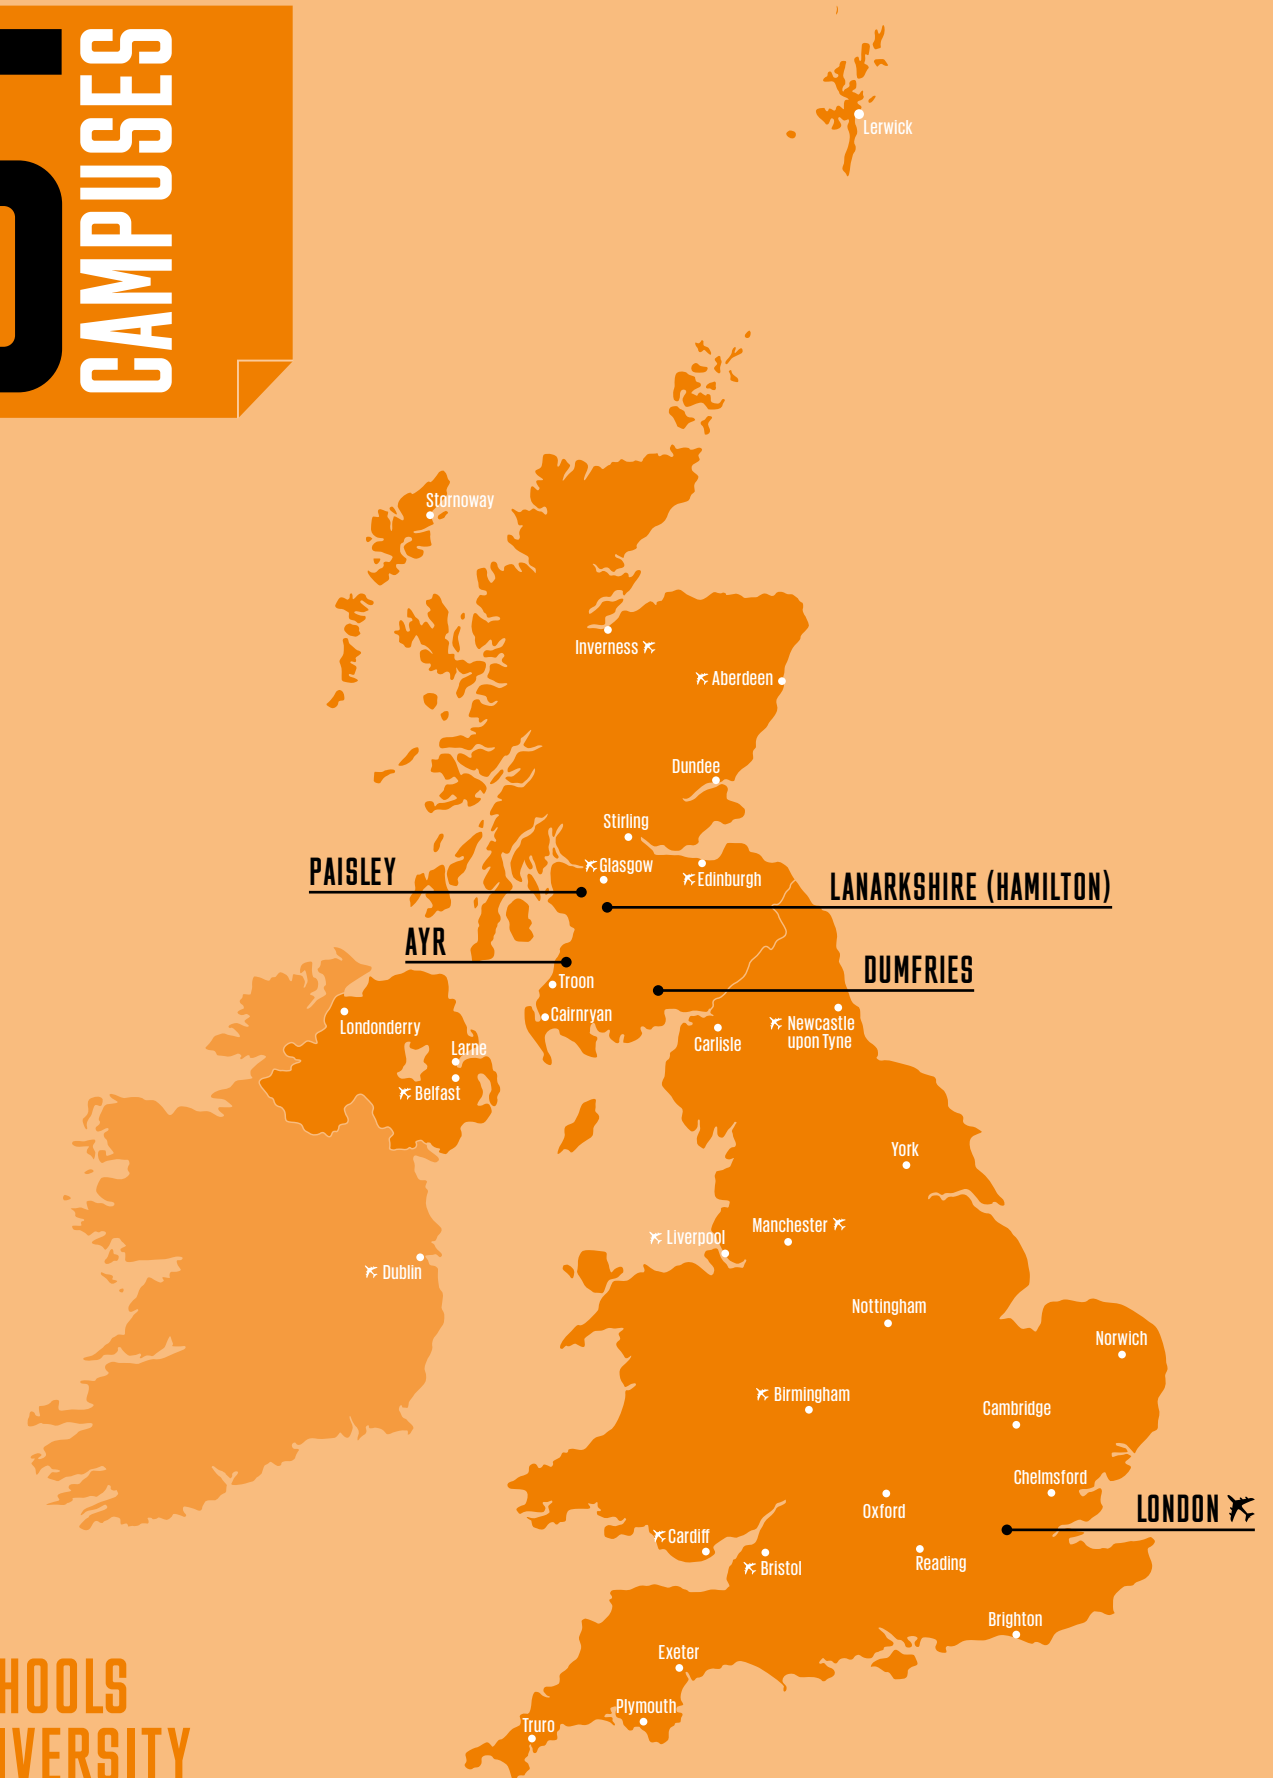 5
CAMPUSES
Lerwick
Stornoway
Inverness
Aberdeen
Dundee
Stirling
Glasgow
Edinburgh
PAISLEY
LANARKSHIRE (HAMILTON)
AYR
DUMFRIES
Troon
Cairnryan
Londonderry
Larne
Belfast
Carlisle
Newcastle
upon Tyne
York
Manchester
Liverpool
Dublin
Nottingham
Norwich
Birmingham
Cambridge
Chelmsford
LONDON
Oxford
Cardiff
Bristol
Reading
Brighton
Exeter
Plymouth
Truro
HOOLS
IVERSITY